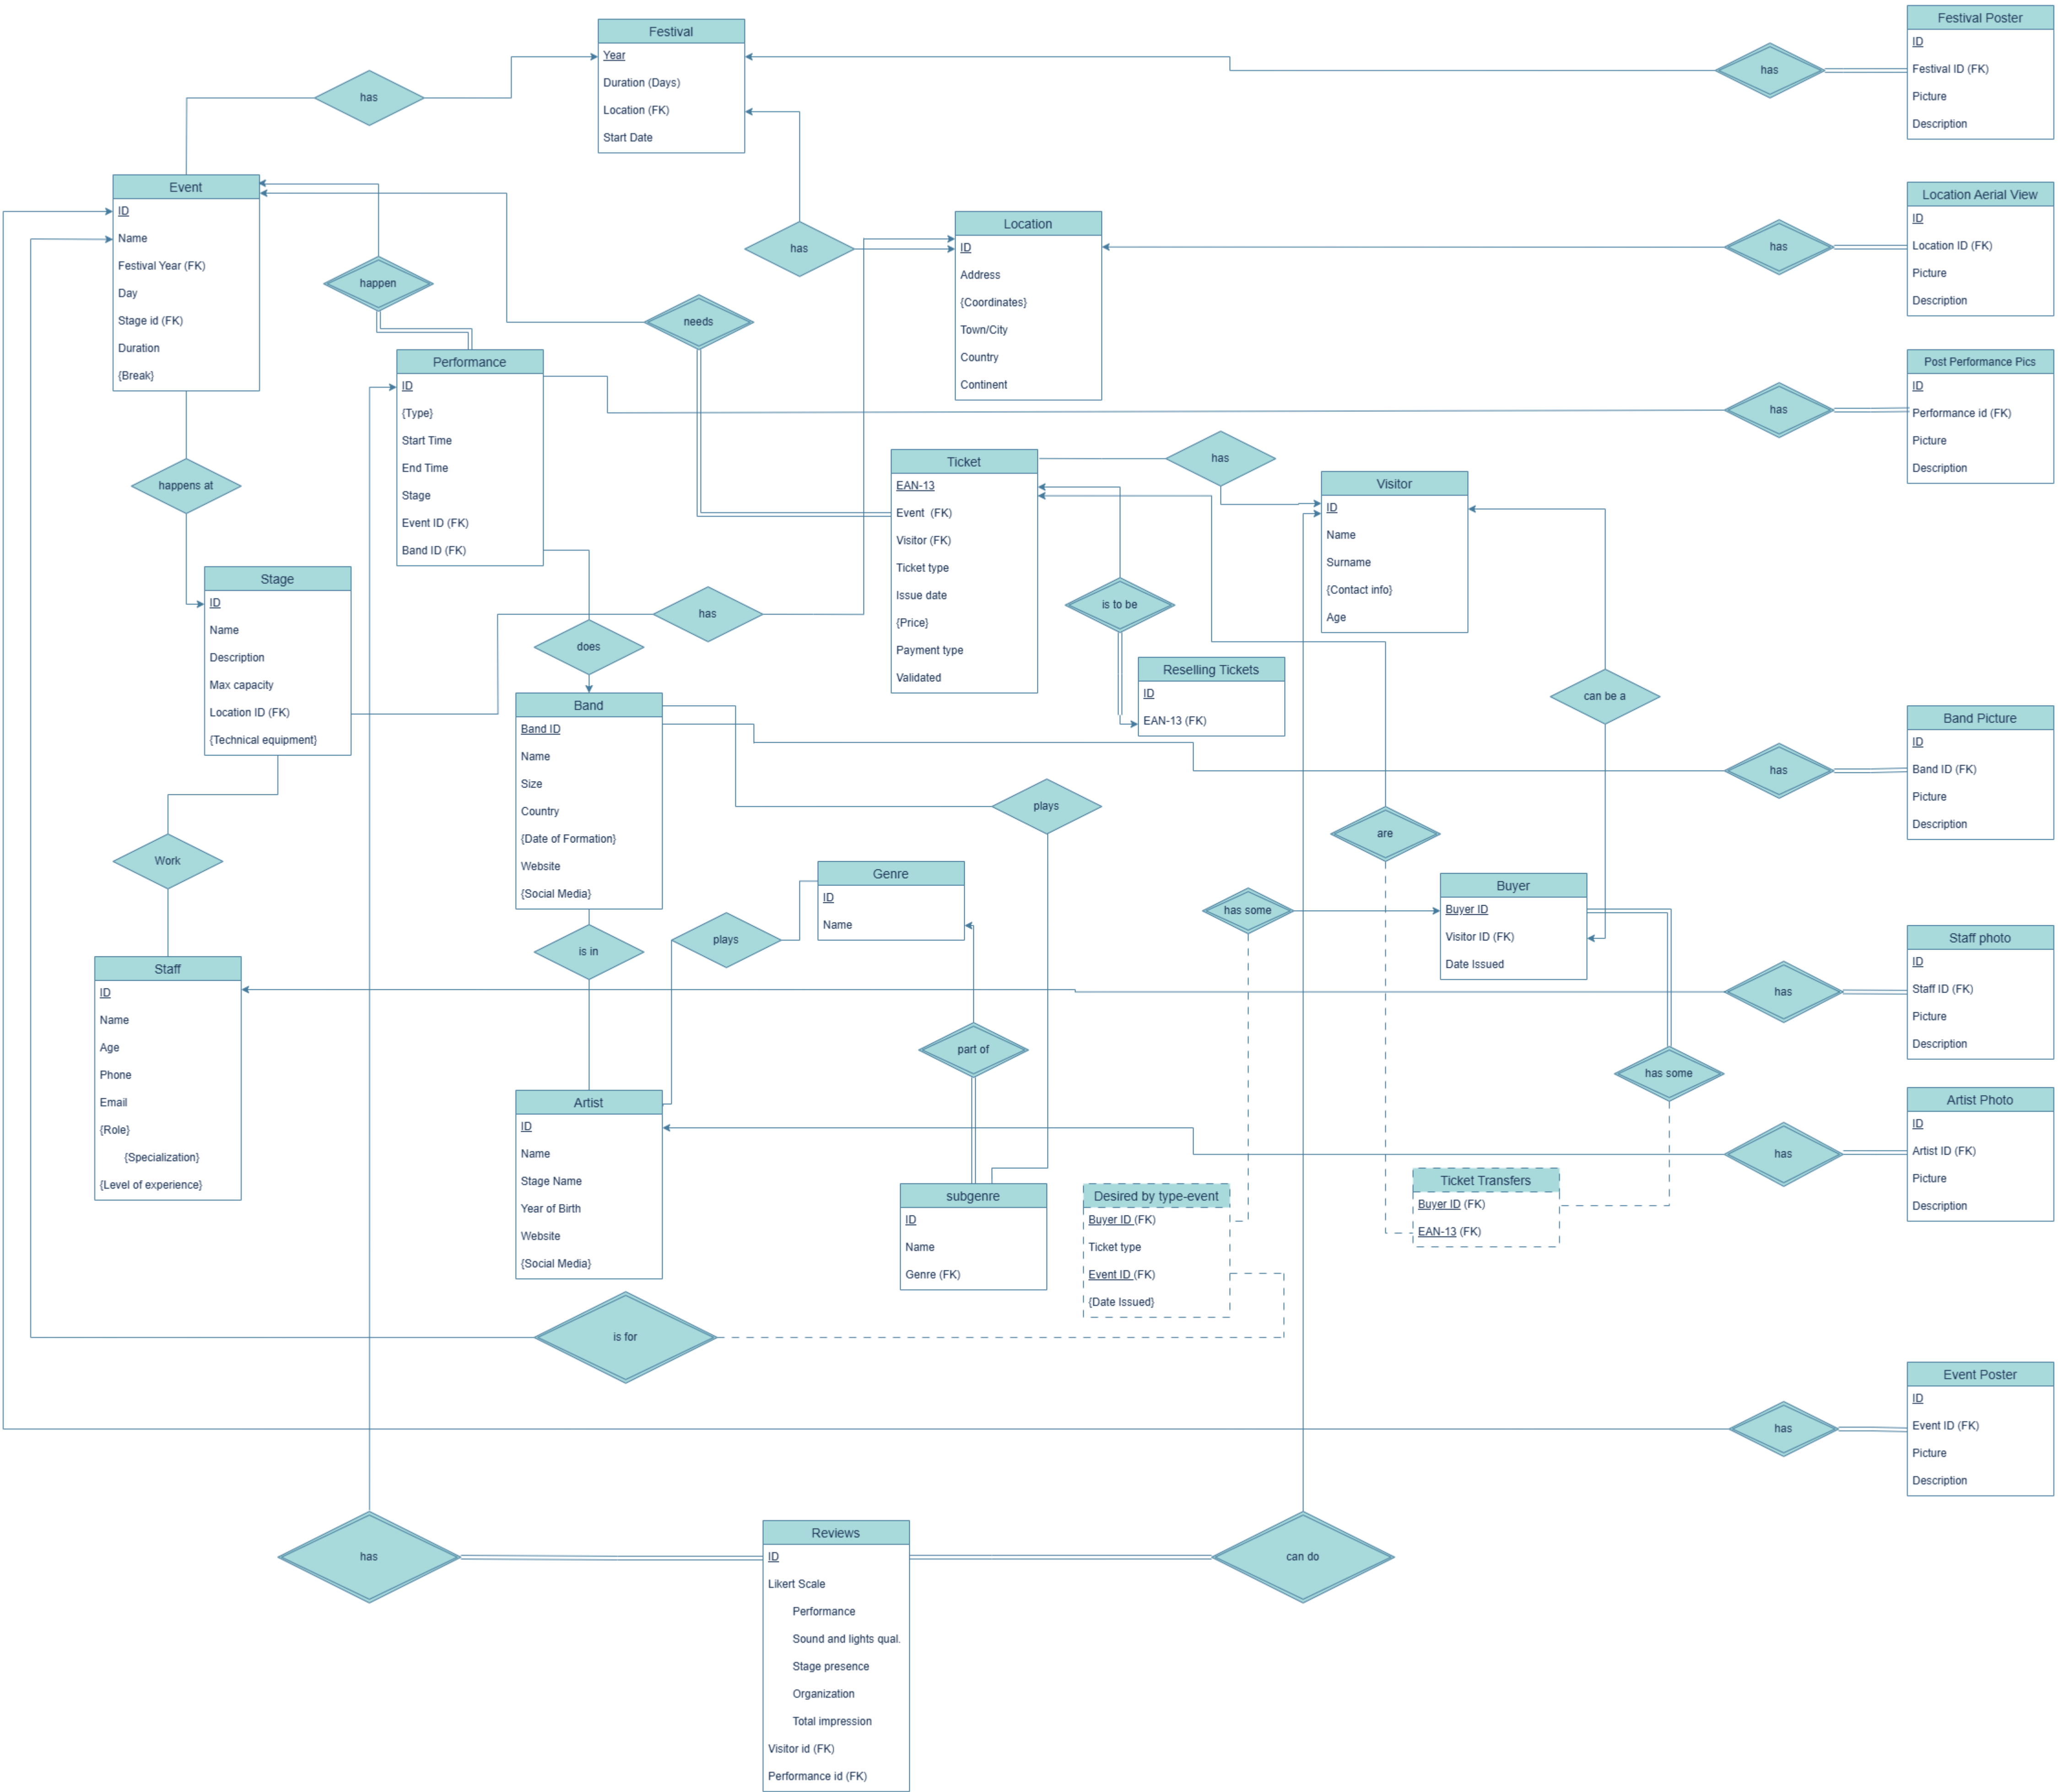 Festival
Year
Duration (Days)
Location (FK)
Start Date
has
has
Festival Poster
ID
Festival ID (FK)
Picture
Description
Event
ID
Name
Festival Year (FK)
Day
Stage id (FK)
Duration
{Break}
happen
has
Location
ID
Address
{Coordinates}
Town/City
Country
Continent
has
Location Aerial View
ID
Location ID (FK)
Picture
Description
needs
Performance
ID
{Type}
Start Time
End Time
Stage
Event ID (FK)
Band ID (FK)
has
Post Performance Pics
ID
Performance id (FK)
Picture
Description
happens at
Ticket
EAN-13
Event (FK)
Visitor (FK)
Ticket type
Issue date
{Price}
Payment type
Validated
has
Visitor
ID
Name
Surname
{Contact info}
Age
Stage
ID
Name
Description
Max capacity
Location ID (FK)
{Technical equipment}
has
does
is to be
Reselling Tickets
ID
EAN-13 (FK)
can be a
Band
Band ID
Name
Size
Country
{Date of Formation}
Website
{Social Media}
plays
are
has
Band Picture
ID
Band ID (FK)
Picture
Description
Work
Genre
ID
Name
plays
is in
has some
Buyer
Buyer ID
Visitor ID (FK)
Date Issued
Staff
ID
Name
Age
Phone
Email
{Role}
{Specialization}
{Level of experience}
has
Staff photo
ID
Staff ID (FK)
Picture
Description
part of
has some
Artist
ID
Name
Stage Name
Year of Birth
Website
{Social Media}
has
Artist Photo
ID
Artist ID (FK)
Picture
Description
subgenre
ID
Name
Genre (FK)
Desired by type-event
Buyer ID (FK)
Ticket type
Event ID (FK)
{Date Issued}
Ticket Transfers
Buyer ID (FK)
EAN-13 (FK)
is for
has
Event Poster
ID
Event ID (FK)
Picture
Description
has
Reviews
ID
Likert Scale
Performance
Sound and lights qual.
Stage presence
Organization
Total impression
Visitor id (FK)
Performance id (FK)
can do